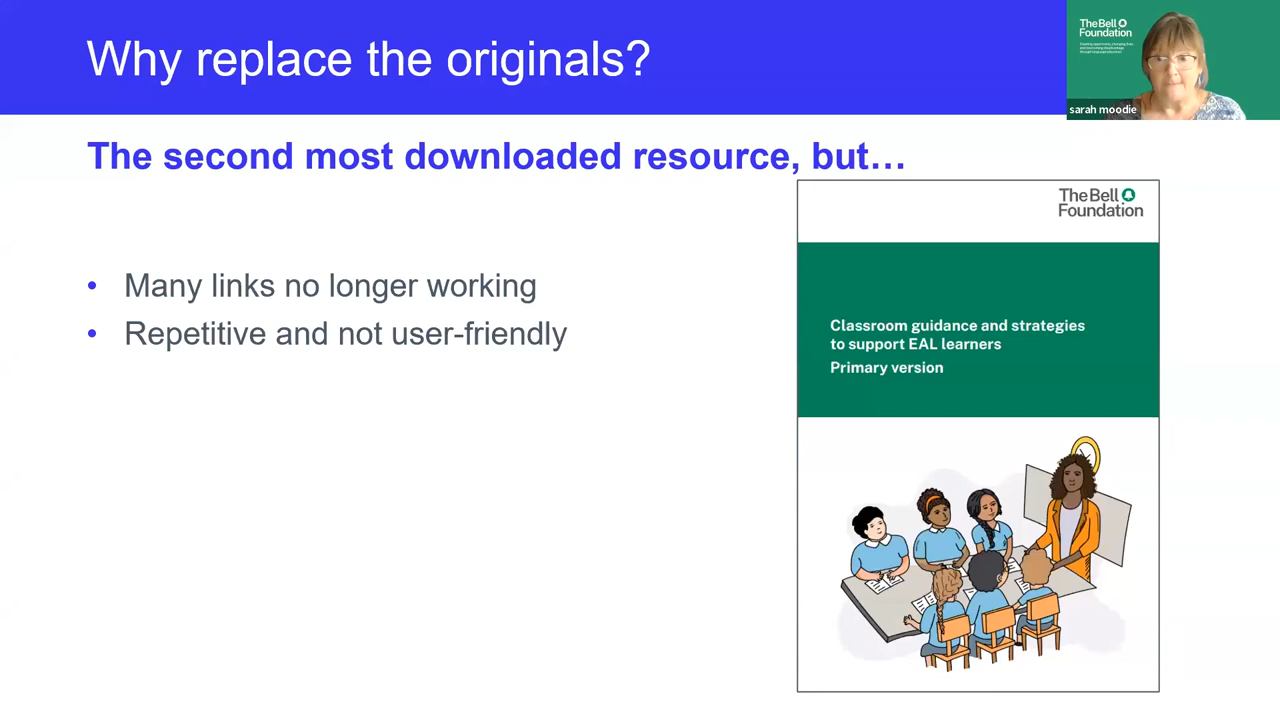 Why replace the originals?
The Bell
Foundation
sarah moodie
The second most downloaded resource, but…
The Bell
Foundation
• Many links no longer working
• Repetitive and not user-friendly
Classroom guidance and strategies
to support EAL learners
Primary version